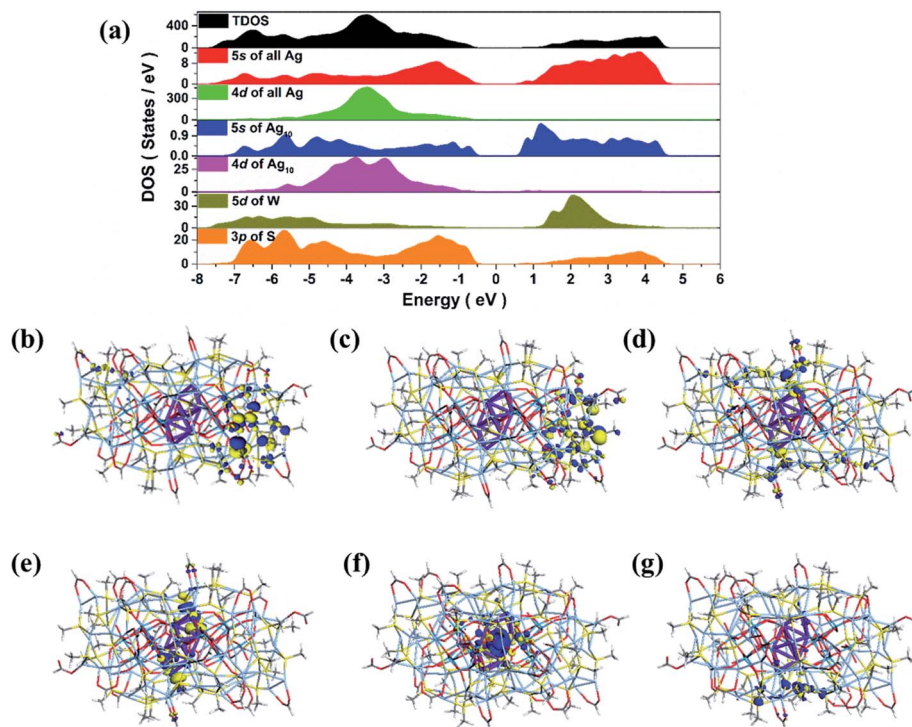 (a)
DOS ( States / eV )
400
0
TDOS
8
0
5s of all Ag
300
0
4d of all Ag
0.9
0.0
5s of Ag₁₀
25
0
4d of Ag₁₀
30
0
5d of W
20
0
3p of S
-8 -7 -6 -5 -4 -3 -2 -1 0 1 2 3 4 5 6
Energy ( eV )
(b) (c) (d)
(e) (f) (g)